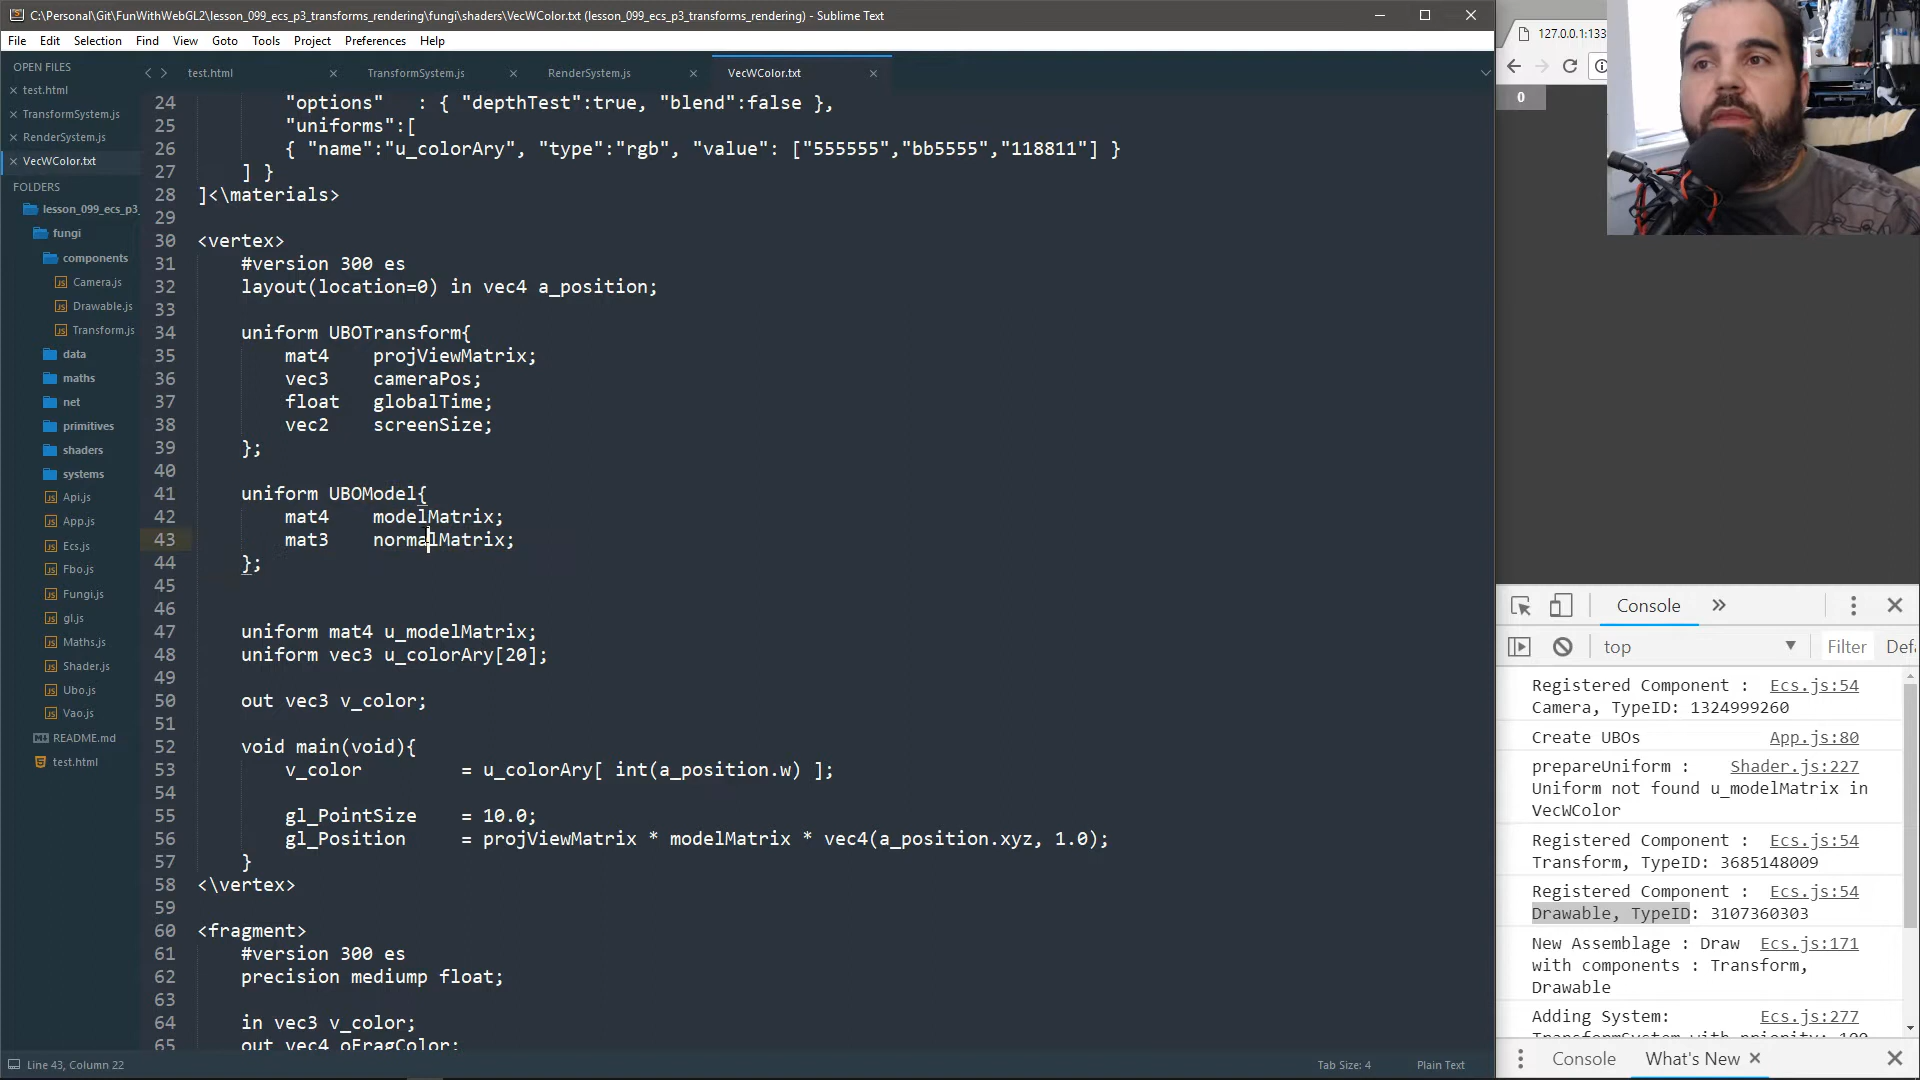 C:\Personal\Git\FunWithWebGL2\lesson_099_ecs_p3_transforms_rendering\fungi\shaders\VecWColor.txt (lesson_099_ecs_p3_transforms_rendering) - Sublime Text
File Edit Selection Find View Goto Tools Project Preferences Help
OPEN FILES
test.html
TransformSystem.js
RenderSystem.js
VecWColor.txt
FOLDERS
lesson_099_ecs_p3_
fungi
components
Camera.js
Drawable.js
Transform.js
data
maths
net
primitives
shaders
systems
Api.js
App.js
Ecs.js
Fbo.js
Fungi.js
gl.js
Maths.js
Shader.js
Ubo.js
Vao.js
README.md
test.html
test.html TransformSystem.js RenderSystem.js VecWColor.txt
24 "options" : { "depthTest":true, "blend":false },
25 "uniforms":[
26 { "name":"u_colorAry", "type":"rgb", "value": ["555555","bb5555","118811"] }
27 ] }
28 ]<\materials>
29
30 <vertex>
31 #version 300 es
32 layout(location=0) in vec4 a_position;
33
34 uniform UBOTransform{
35 mat4 projViewMatrix;
36 vec3 cameraPos;
37 float globalTime;
38 vec2 screenSize;
39 };
40
41 uniform UBOModel{
42 mat4 modelMatrix;
43 mat3 normalMatrix;
44 };
45
46
47 uniform mat4 u_modelMatrix;
48 uniform vec3 u_colorAry[20];
49
50 out vec3 v_color;
51
52 void main(void){
53 v_color = u_colorAry[ int(a_position.w) ];
54
55 gl_PointSize = 10.0;
56 gl_Position = projViewMatrix * modelMatrix * vec4(a_position.xyz, 1.0);
57 }
58 <\vertex>
59
60 <fragment>
61 #version 300 es
62 precision mediump float;
63
64 in vec3 v_color;
65 out vec4 oFragColor;
Line 43, Column 22
Tab Size: 4 Plain Text
127.0.0.1:133
0
Console
top Filter Def
Registered Component : Ecs.js:54
Camera, TypeID: 1324999260
Create UBOs App.js:80
prepareUniform : Shader.js:227
Uniform not found u_modelMatrix in
VecWColor
Registered Component : Ecs.js:54
Transform, TypeID: 3685148009
Registered Component : Ecs.js:54
Drawable, TypeID: 3107360303
New Assemblage : Draw Ecs.js:171
with components : Transform,
Drawable
Adding System: Ecs.js:277
TransformSystem with priority: 100
Console What's New